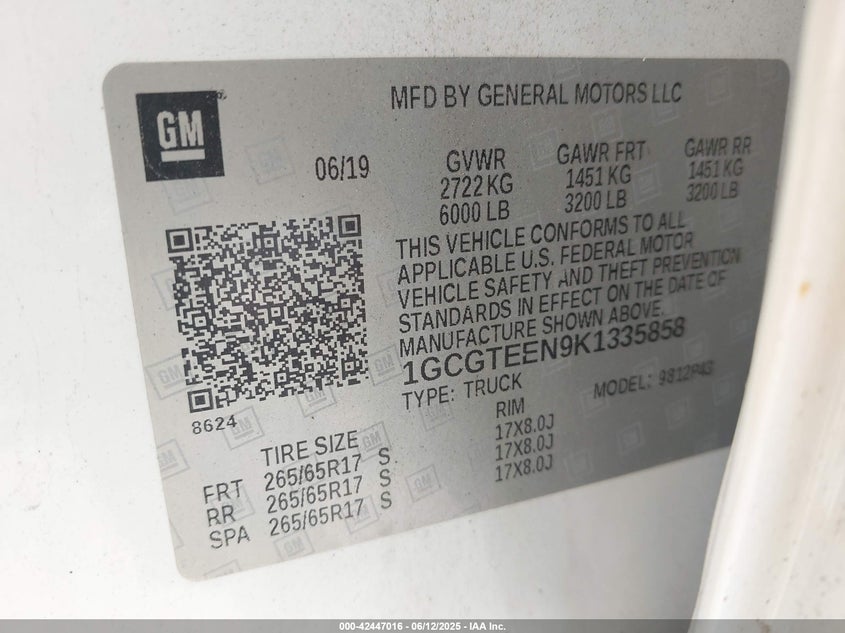 MFD BY GENERAL MOTORS LLC
GM
06/19
GVWR
2722 KG
6000 LB
GAWR FRT
1451 KG
3200 LB
GAWR RR
1451 KG
3200 LB
THIS VEHICLE CONFORMS TO ALL
APPLICABLE U.S. FEDERAL MOTOR
VEHICLE SAFETY AND THEFT PREVENTION
STANDARDS IN EFFECT ON THE DATE OF
MANUFACTURE SHOWN ABOVE.
1GCGTEEN9K1335858
TYPE: TRUCK MODEL: 9812P43
8624
TIRE SIZE RIM
FRT 265/65R17 S 17X8.0J
RR 265/65R17 S 17X8.0J
SPA 265/65R17 S 17X8.0J
000-42447016 - 06/12/2025 - IAA Inc.